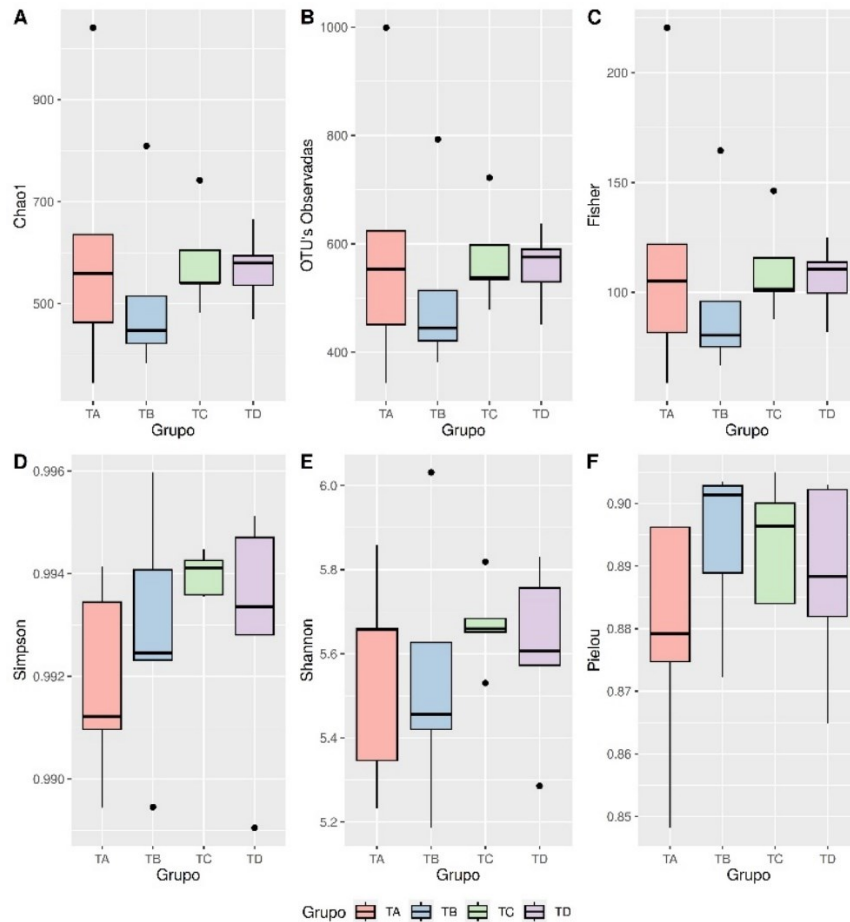 A
Chao1
900
700
500
TA TB TC TD
Grupo
B
OTU's Observadas
1000
800
600
400
TA TB TC TD
Grupo
C
Fisher
200
150
100
TA TB TC TD
Grupo
D
Simpson
0.996
0.994
0.992
0.990
TA TB TC TD
Grupo
E
Shannon
6.0
5.8
5.6
5.4
5.2
TA TB TC TD
Grupo
F
Pielou
0.90
0.89
0.88
0.87
0.86
0.85
TA TB TC TD
Grupo
Grupo TA TB TC TD